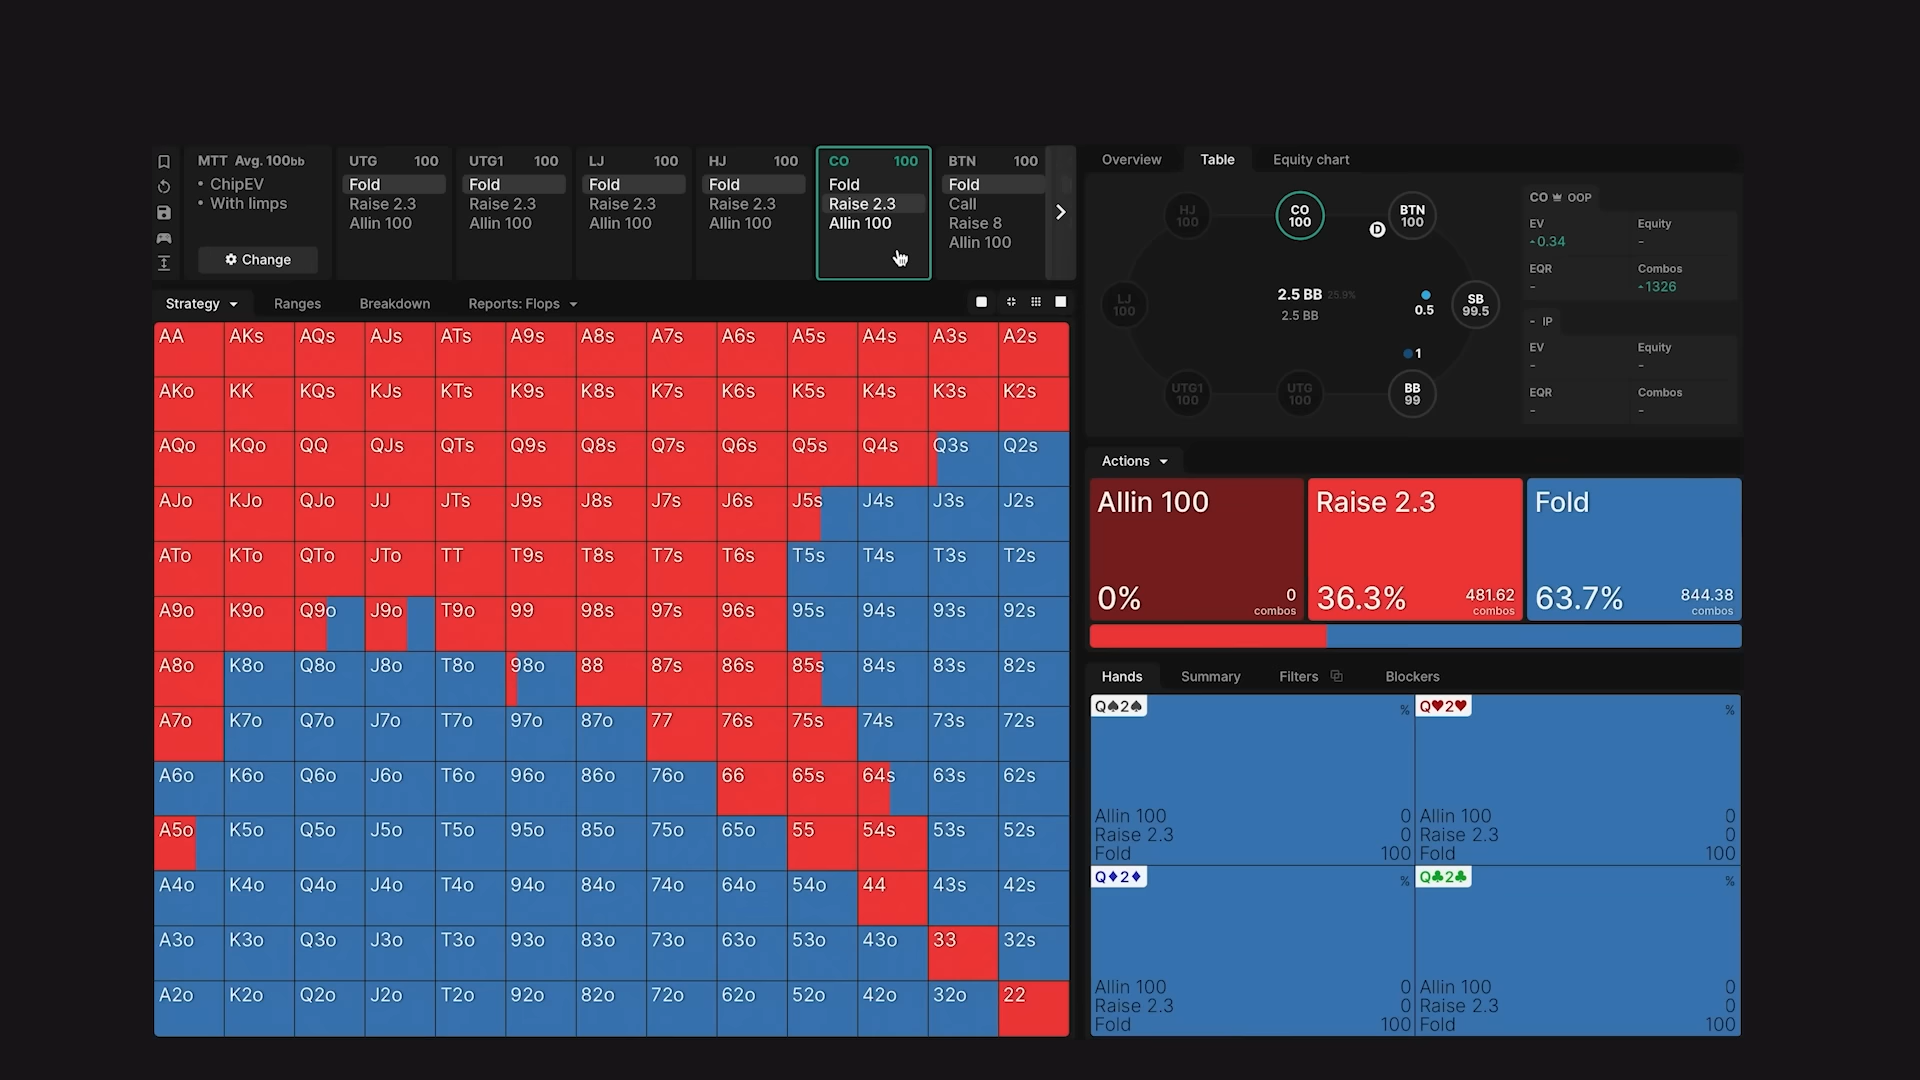 MTT Avg. 100bb
• ChipEV
• With limps
Change
UTG 100
Fold
Raise 2.3
Allin 100
UTG1 100
Fold
Raise 2.3
Allin 100
LJ 100
Fold
Raise 2.3
Allin 100
HJ 100
Fold
Raise 2.3
Allin 100
CO 100
Fold
Raise 2.3
Allin 100
BTN 100
Fold
Call
Raise 8
Allin 100
Strategy Ranges Breakdown Reports: Flops
AA AKs AQs AJs ATs A9s A8s A7s A6s A5s A4s A3s A2s
AKo KK KQs KJs KTs K9s K8s K7s K6s K5s K4s K3s K2s
AQo KQo QQ QJs QTs Q9s Q8s Q7s Q6s Q5s Q4s Q3s Q2s
AJo KJo QJo JJ JTs J9s J8s J7s J6s J5s J4s J3s J2s
ATo KTo QTo JTo TT T9s T8s T7s T6s T5s T4s T3s T2s
A9o K9o Q9o J9o T9o 99 98s 97s 96s 95s 94s 93s 92s
A8o K8o Q8o J8o T8o 98o 88 87s 86s 85s 84s 83s 82s
A7o K7o Q7o J7o T7o 97o 87o 77 76s 75s 74s 73s 72s
A6o K6o Q6o J6o T6o 96o 86o 76o 66 65s 64s 63s 62s
A5o K5o Q5o J5o T5o 95o 85o 75o 65o 55 54s 53s 52s
A4o K4o Q4o J4o T4o 94o 84o 74o 64o 54o 44 43s 42s
A3o K3o Q3o J3o T3o 93o 83o 73o 63o 53o 43o 33 32s
A2o K2o Q2o J2o T2o 92o 82o 72o 62o 52o 42o 32o 22
Overview Table Equity chart
HJ
100
CO
100
BTN
100
D
LJ
100
2.5 BB 25.9%
2.5 BB
0.5
SB
99.5
1
UTG1
100
UTG
100
BB
99
CO OOP
EV Equity
0.34 -
EQR Combos
- 1326
- IP
EV Equity
- -
EQR Combos
- -
Actions
Allin 100
0% 0
combos
Raise 2.3
36.3% 481.62
combos
Fold
63.7% 844.38
combos
Hands Summary Filters Blockers
Q♠2♠ %
Allin 100 0
Raise 2.3 0
Fold 100
Q♥2♥ %
Allin 100 0
Raise 2.3 0
Fold 100
Q♦2♦ %
Allin 100 0
Raise 2.3 0
Fold 100
Q♣2♣ %
Allin 100 0
Raise 2.3 0
Fold 100